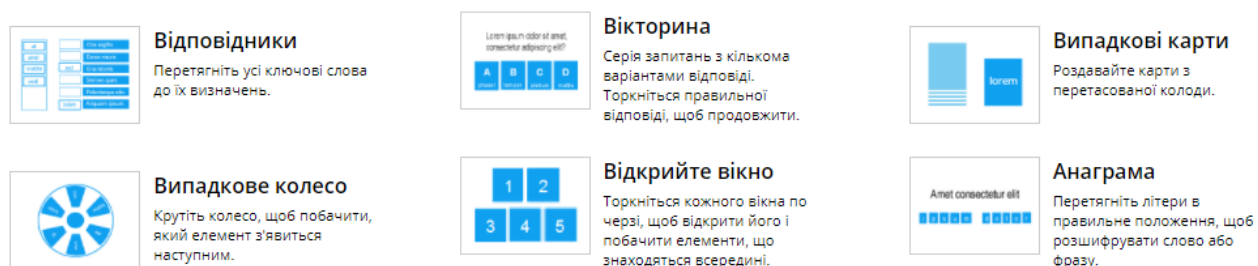 Відповідники
Перетягніть усі ключові слова
до їх визначень.
Lorem ipsum dolor sit amet,
consectetur adipiscing elit?
A B C D
Вікторина
Серія запитань з кількома
варіантами відповіді.
Торкніться правильної
відповіді, щоб продовжити.
lorem
Випадкові карти
Роздавайте карти з
перетасованої колоди.
Випадкове колесо
Крутіть колесо, щоб побачити,
який елемент з'явиться
наступним.
1 2
3 4 5
Відкрийте вікно
Торкніться кожного вікна по
черзі, щоб відкрити його і
побачити елементи, що
знаходяться всередині.
Amet consectetur elit
Анаграма
Перетягніть літери в
правильне положення, щоб
розшифрувати слово або
фразу.